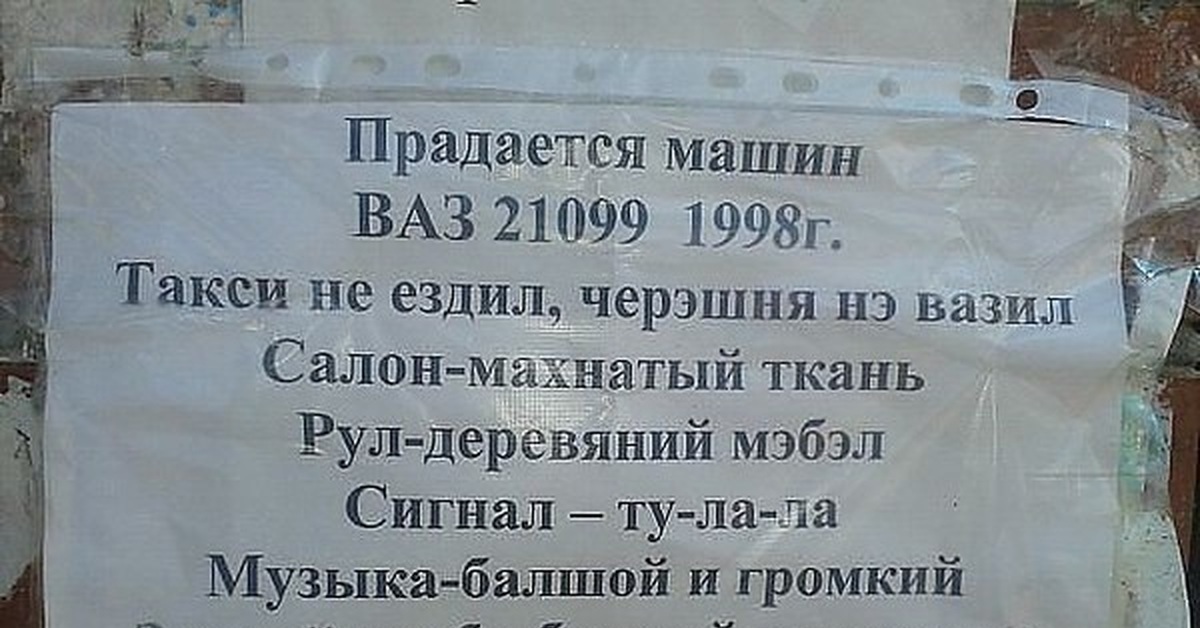 Прадается машин
ВАЗ 21099 1998г.
Такси не ездил, черэшня нэ вазил
Салон-махнатый ткань
Рул-деревяний мэбэл
Сигнал – ту-ла-ла
Музыка-балшой и громкий